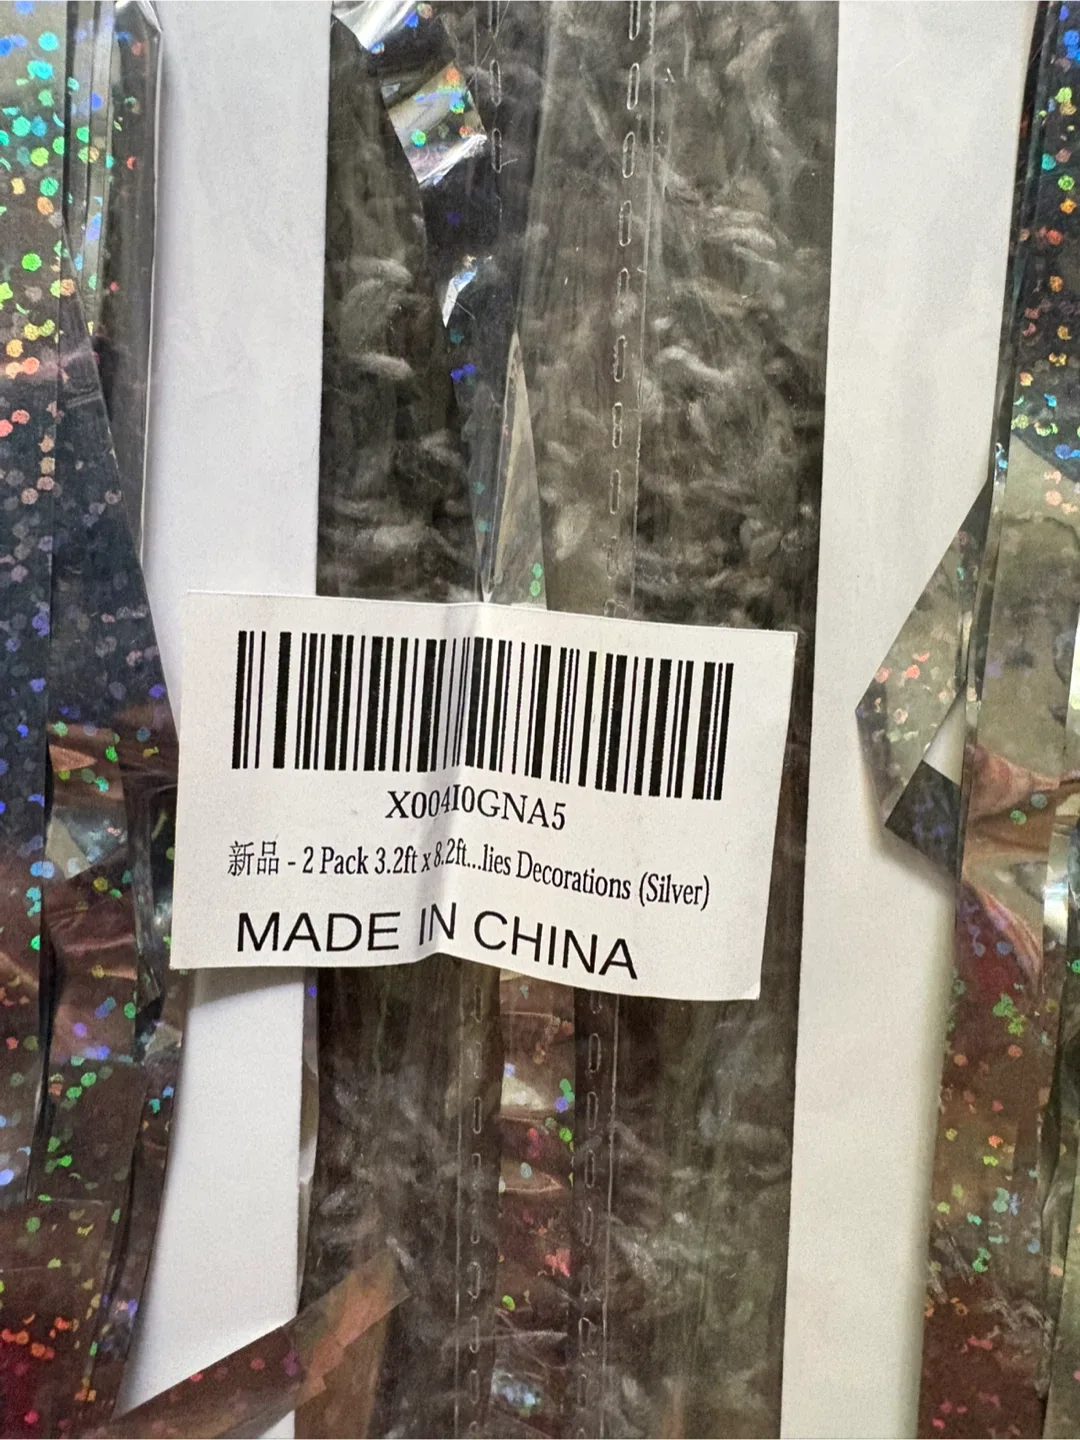 X004I0GNA5
新品 - 2 Pack 3.2ft x 8.2ft...lies Decorations (Silver)
MADE IN CHINA